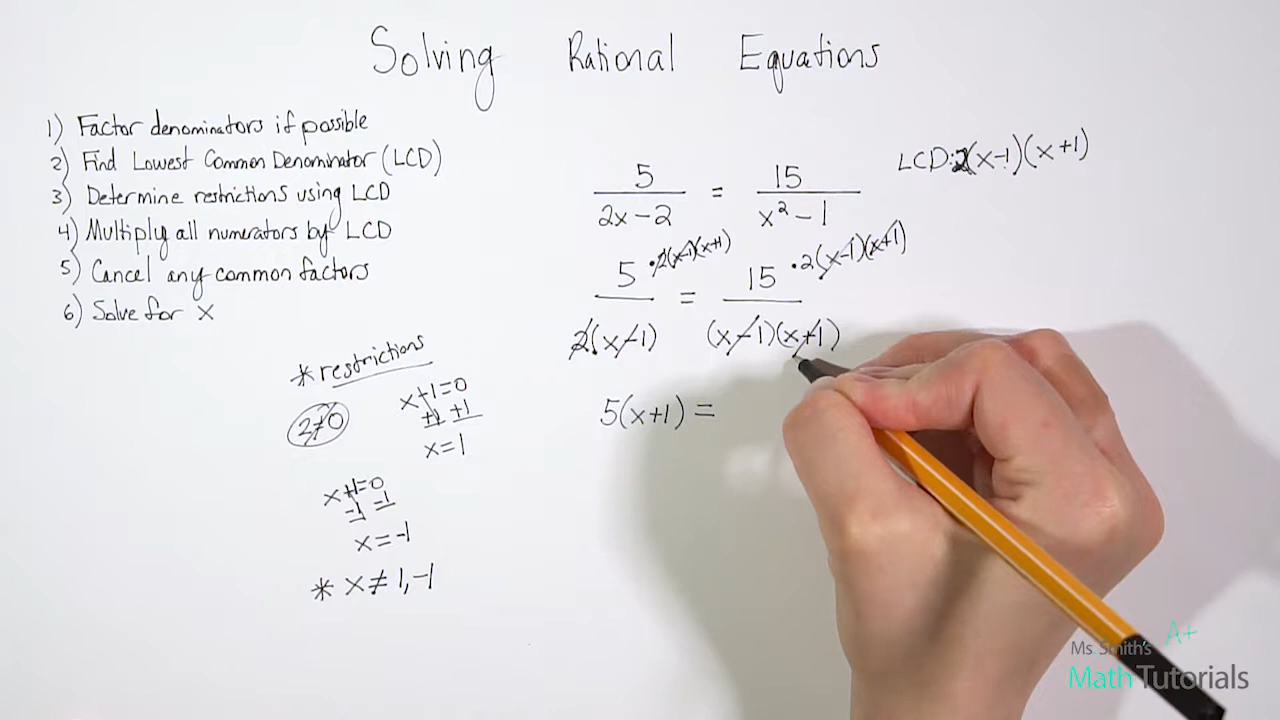 Solving Rational Equations
1) Factor denominators if possible
2) Find Lowest Common Denominator (LCD)
3) Determine restrictions using LCD
4) Multiply all numerators by LCD
5) Cancel any common factors
6) Solve for x
LCD: 2(x-1)(x+1)
5/(2x-2) = 15/(x²-1)
5 · 2(x-1)(x+1) = 15 · 2(x-1)(x+1)
2(x-1) (x-1)(x+1)
5(x+1) =
* restrictions
2≠0
x+1=0
+1 +1
x=1
x+1=0
-1 -1
x=-1
* x≠1,-1
Ms. Smith's A+
Math Tutorials